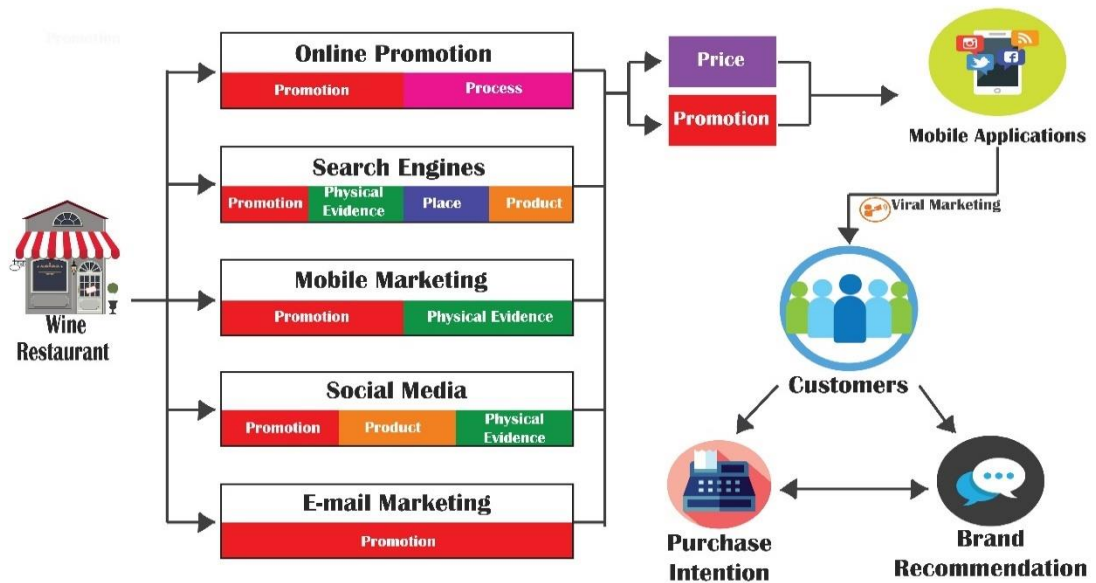 Promotion
Online Promotion
Promotion
Process
Search Engines
Promotion
Physical
Evidence
Place
Product
Mobile Marketing
Promotion
Physical Evidence
Social Media
Promotion
Product
Physical
Evidence
E-mail Marketing
Promotion
Wine
Restaurant
Price
Promotion
Mobile Applications
Viral Marketing
Customers
Purchase
Intention
Brand
Recommendation